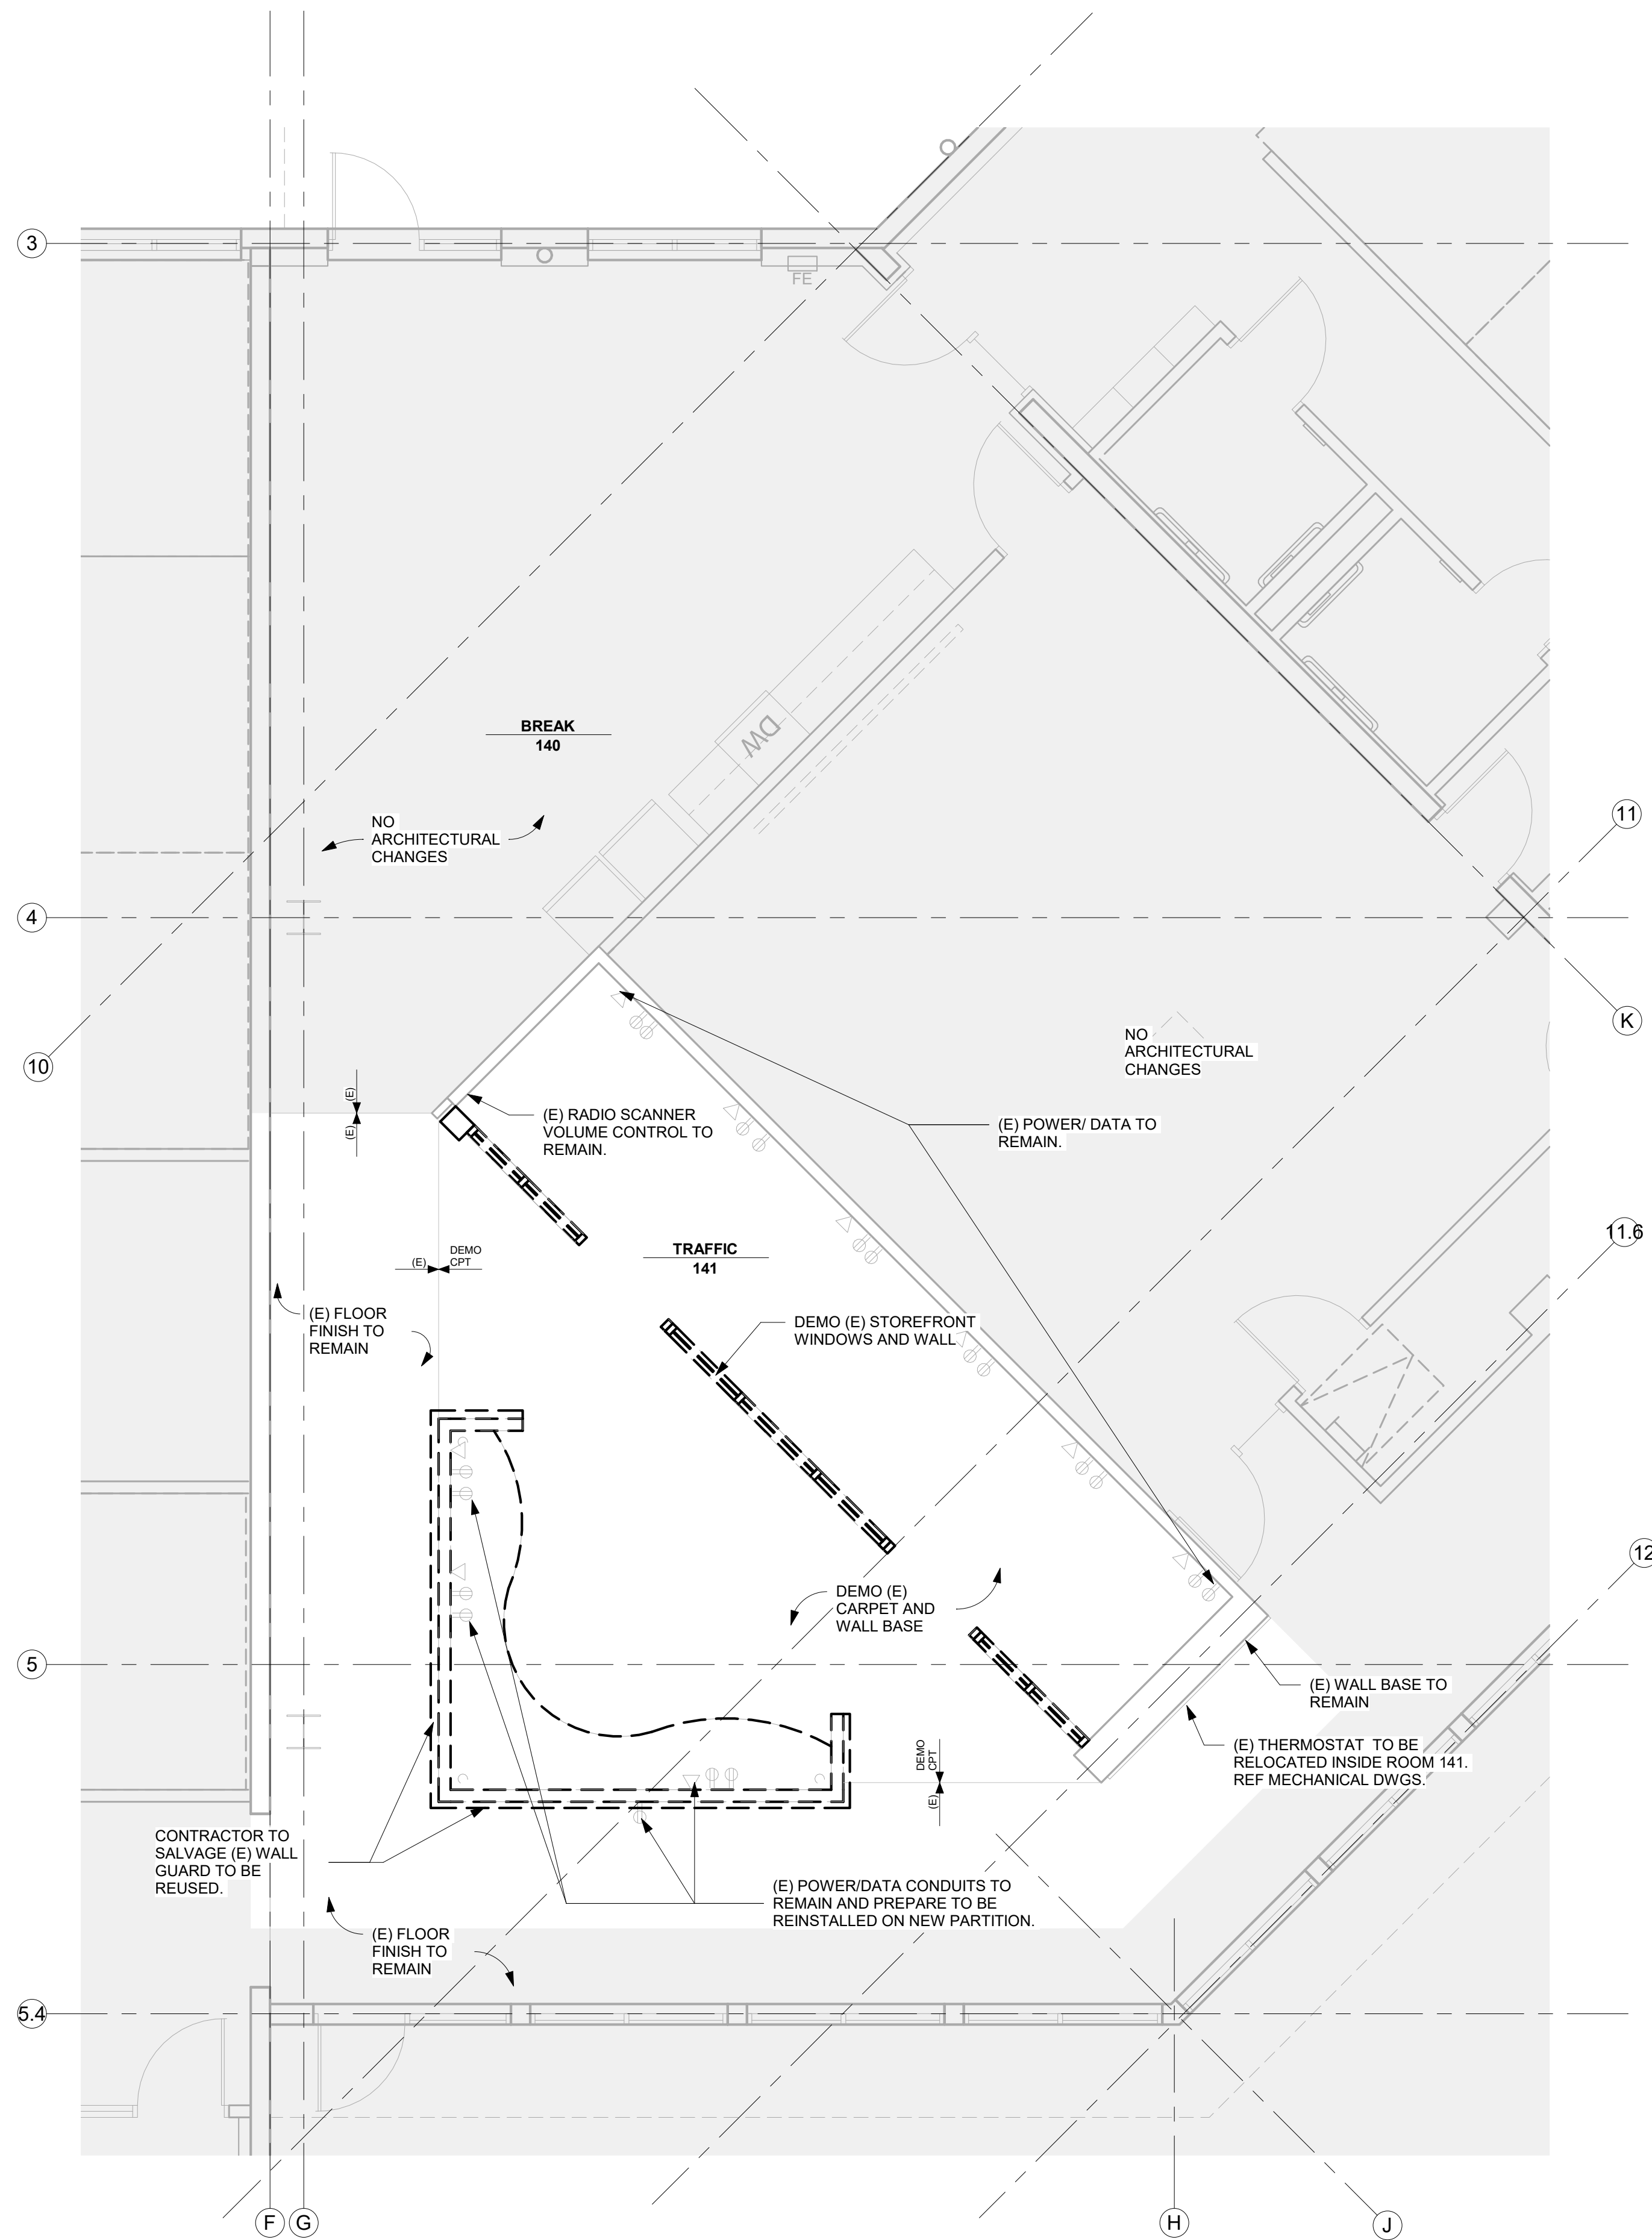 3
FE
BREAK
140
DW
NO
ARCHITECTURAL
CHANGES
11
4
K
10
NO
ARCHITECTURAL
CHANGES
(E)
(E)
(E) RADIO SCANNER
VOLUME CONTROL TO
REMAIN.
(E) POWER/ DATA TO
REMAIN.
11.6
(E)
DEMO
CPT
TRAFFIC
141
(E) FLOOR
FINISH TO
REMAIN
DEMO (E) STOREFRONT
WINDOWS AND WALL
12
DEMO (E)
CARPET AND
WALL BASE
5
(E) WALL BASE TO
REMAIN
(E) THERMOSTAT TO BE
RELOCATED INSIDE ROOM 141.
REF MECHANICAL DWGS.
DEMO
CPT
(E)
CONTRACTOR TO
SALVAGE (E) WALL
GUARD TO BE
REUSED.
(E) POWER/DATA CONDUITS TO
REMAIN AND PREPARE TO BE
REINSTALLED ON NEW PARTITION.
(E) FLOOR
FINISH TO
REMAIN
5.4
F
G
H
J